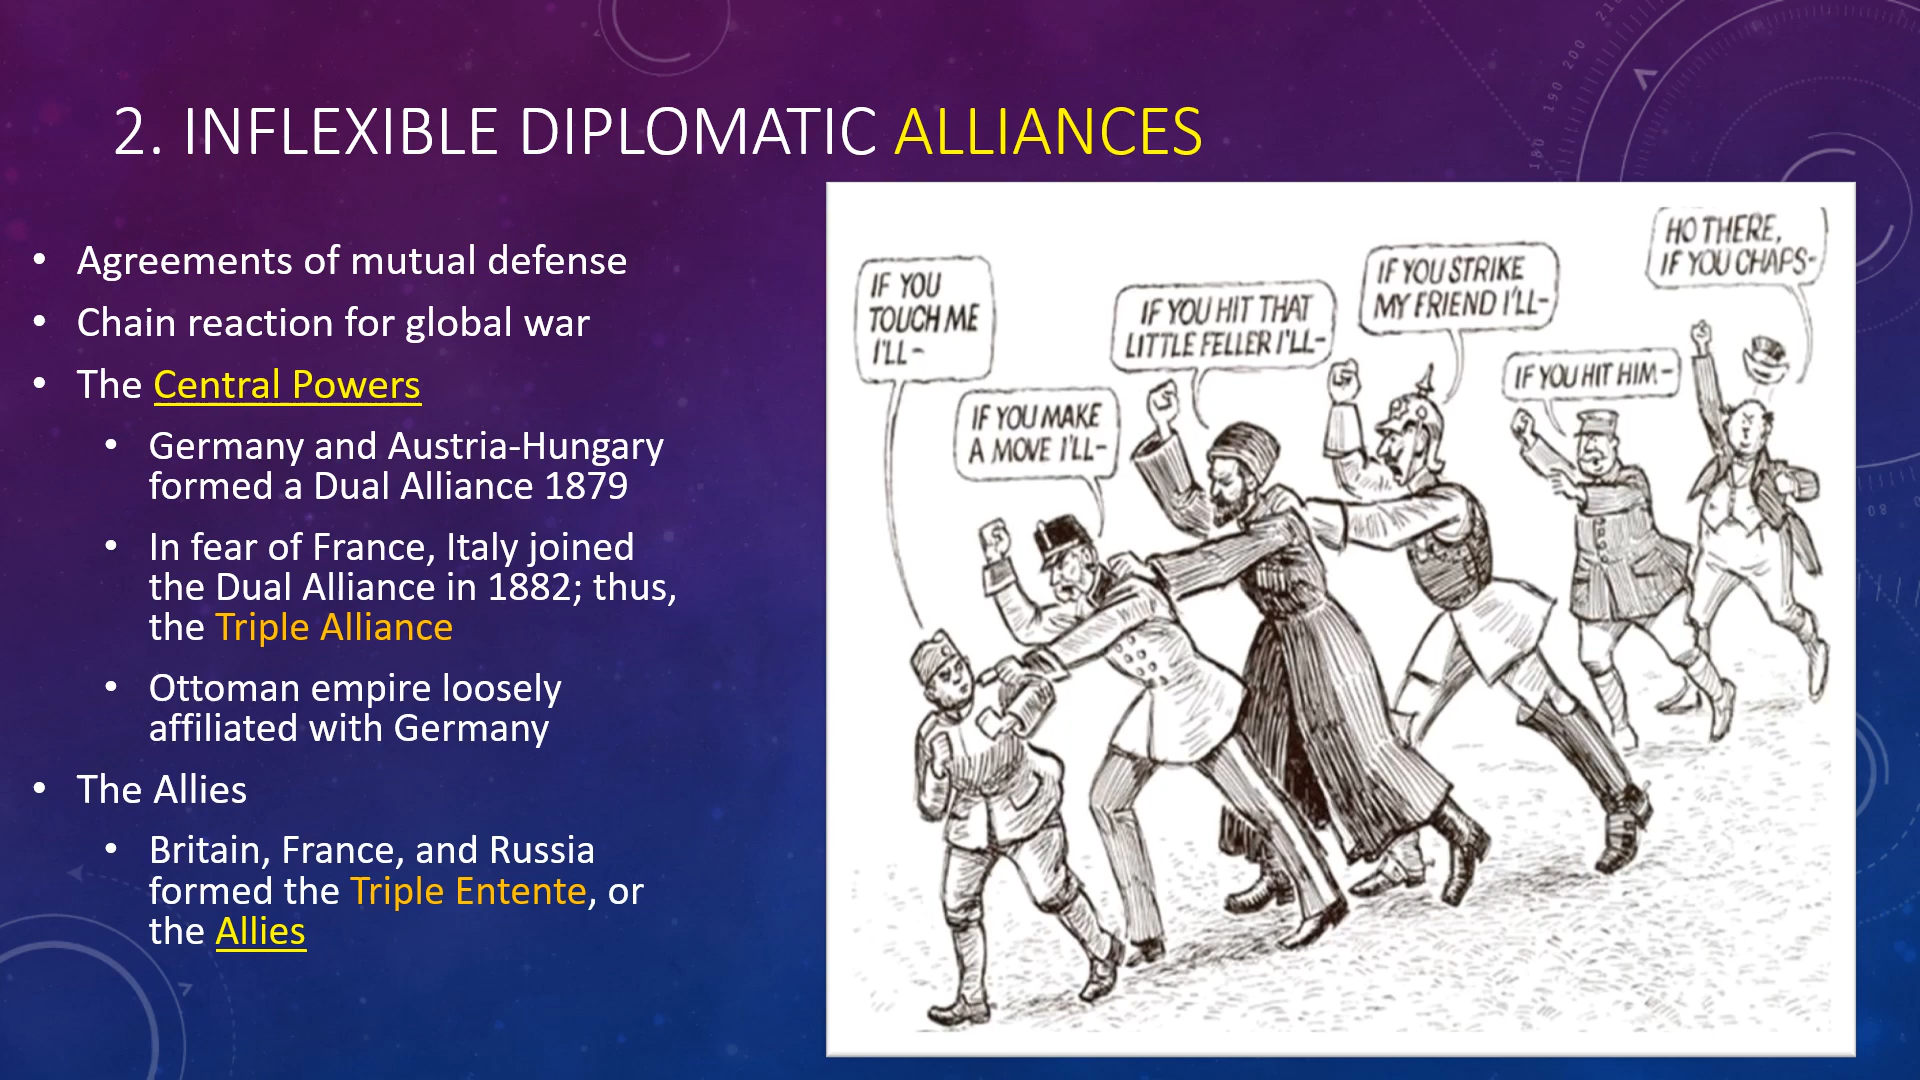 2. INFLEXIBLE DIPLOMATIC ALLIANCES
• Agreements of mutual defense
• Chain reaction for global war
• The Central Powers
• Germany and Austria-Hungary
formed a Dual Alliance 1879
• In fear of France, Italy joined
the Dual Alliance in 1882; thus,
the Triple Alliance
• Ottoman empire loosely
affiliated with Germany
• The Allies
• Britain, France, and Russia
formed the Triple Entente, or
the Allies
IF YOU
TOUCH ME
I'LL-
IF YOU MAKE
A MOVE I'LL-
IF YOU HIT THAT
LITTLE FELLER I'LL-
IF YOU STRIKE
MY FRIEND I'LL-
IF YOU HIT HIM-
HO THERE,
IF YOU CHAPS-
180
190
200
80